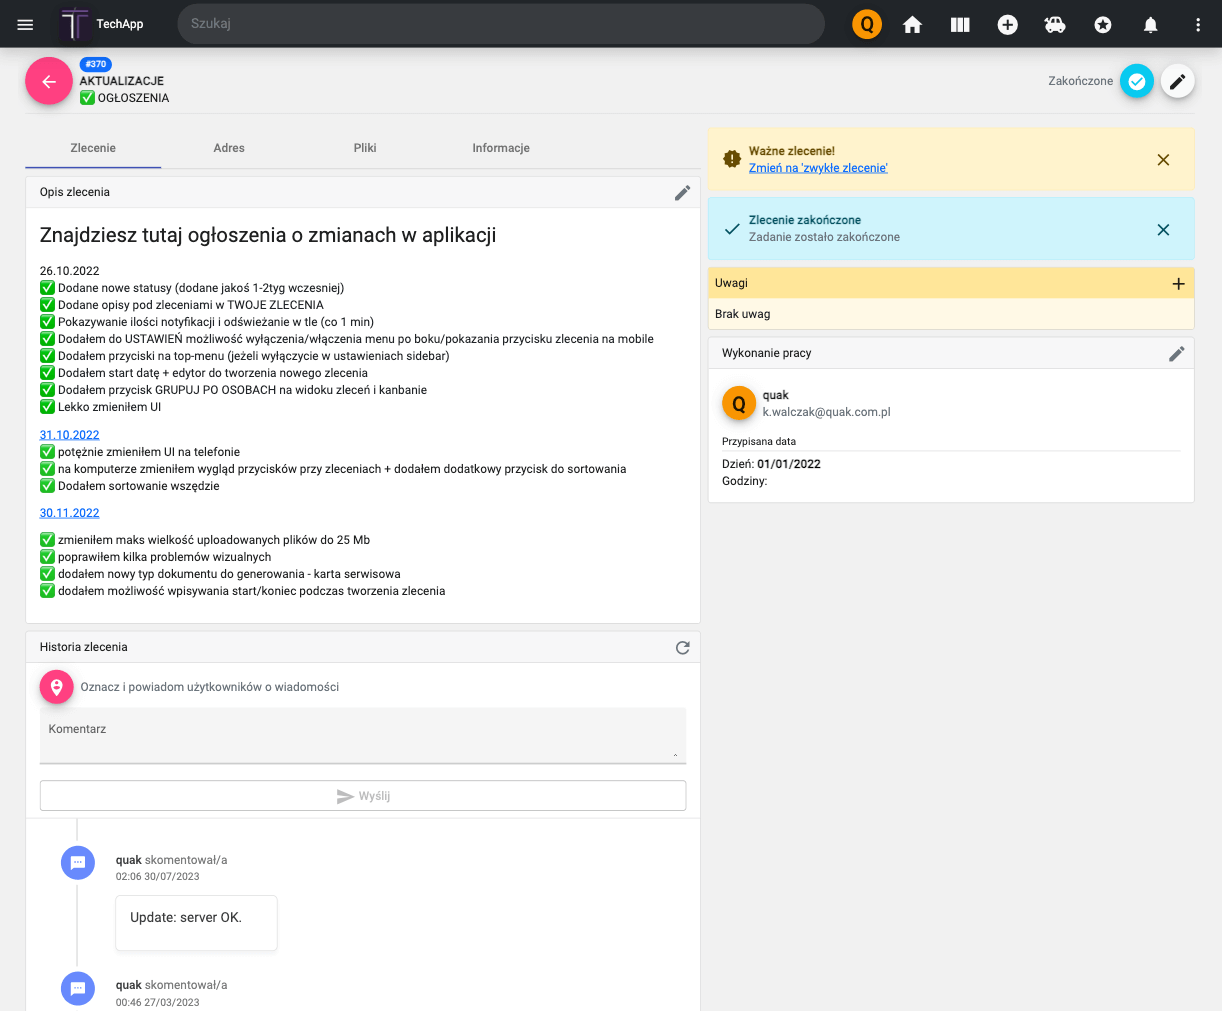 TechApp
Szukaj
Q
#370
AKTUALIZACJE
✅ OGŁOSZENIA
Zakończone
Zlecenie
Adres
Pliki
Informacje
Opis zlecenia
Znajdziesz tutaj ogłoszenia o zmianach w aplikacji
26.10.2022
✅ Dodane nowe statusy (dodane jakoś 1-2tyg wczesniej)
✅ Dodane opisy pod zleceniami w TWOJE ZLECENIA
✅ Pokazywanie ilości notyfikacji i odświeżanie w tle (co 1 min)
✅ Dodałem do USTAWIEŃ możliwość wyłączenia/włączenia menu po boku/pokazania przycisku zlecenia na mobile
✅ Dodałem przyciski na top-menu (jeżeli wyłączycie w ustawieniach sidebar)
✅ Dodałem start datę + edytor do tworzenia nowego zlecenia
✅ Dodałem przycisk GRUPUJ PO OSOBACH na widoku zleceń i kanbanie
✅ Lekko zmieniłem UI
31.10.2022
✅ potężnie zmieniłem UI na telefonie
✅ na komputerze zmieniłem wygląd przycisków przy zleceniach + dodałem dodatkowy przycisk do sortowania
✅ Dodałem sortowanie wszędzie
30.11.2022
✅ zmieniłem maks wielkość uploadowanych plików do 25 Mb
✅ poprawiłem kilka problemów wizualnych
✅ dodałem nowy typ dokumentu do generowania - karta serwisowa
✅ dodałem możliwość wpisywania start/koniec podczas tworzenia zlecenia
Historia zlecenia
Oznacz i powiadom użytkowników o wiadomości
Komentarz
Wyślij
quak skomentował/a
02:06 30/07/2023
Update: server OK.
quak skomentował/a
00:46 27/03/2023
Ważne zlecenie!
Zmień na 'zwykłe zlecenie'
Zlecenie zakończone
Zadanie zostało zakończone
Uwagi
Brak uwag
Wykonanie pracy
Q
quak
k.walczak@quak.com.pl
Przypisana data
Dzień: 01/01/2022
Godziny: